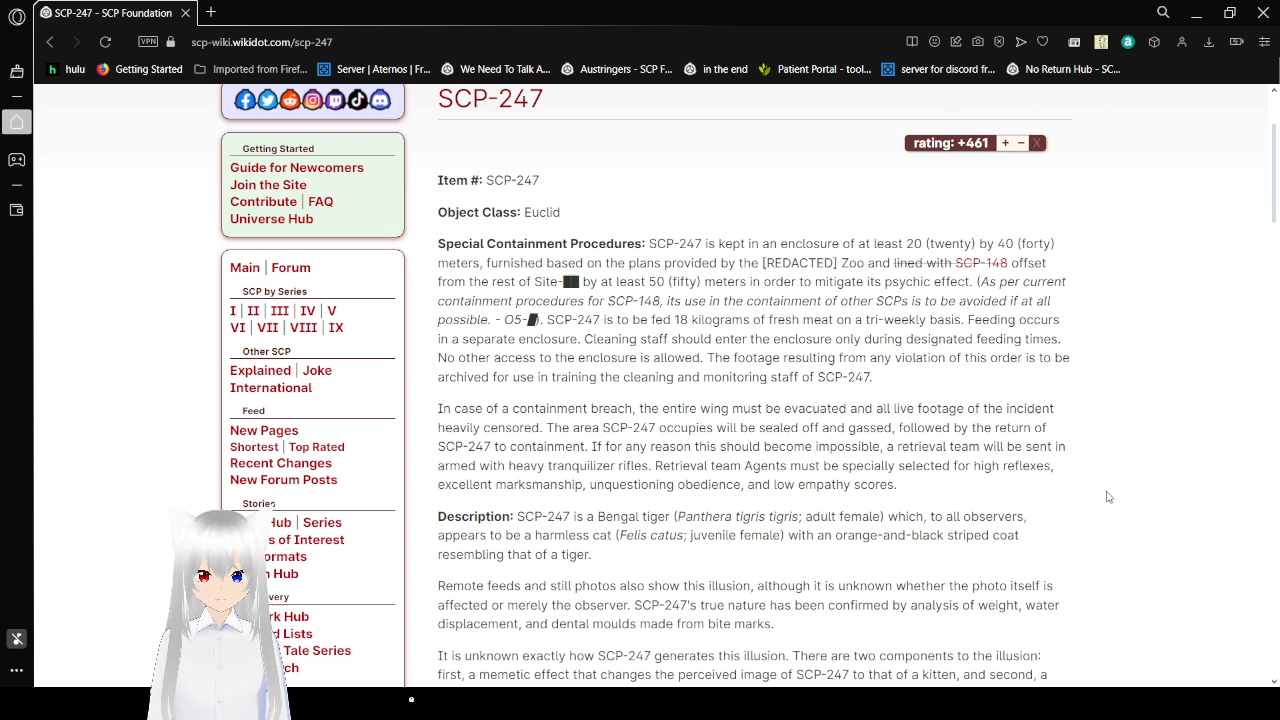 SCP-247 - SCP Foundation
VPN scp-wiki.wikidot.com/scp-247
hulu Getting Started Imported from Firef... Server | Aternos | Fr... We Need To Talk A... Austringers - SCP F... in the end Patient Portal - tool... server for discord fr... No Return Hub - SC...
Getting Started
Guide for Newcomers
Join the Site
Contribute | FAQ
Universe Hub
Main | Forum
SCP by Series
I | II | III | IV | V
VI | VII | VIII | IX
Other SCP
Explained | Joke
International
Feed
New Pages
Shortest | Top Rated
Recent Changes
New Forum Posts
Stories
Hub | Series
s of Interest
ormats
Hub
very
rk Hub
d Lists
Tale Series
ch
SCP-247
rating: +461 + − X
Item #: SCP-247
Object Class: Euclid
Special Containment Procedures: SCP-247 is kept in an enclosure of at least 20 (twenty) by 40 (forty)
meters, furnished based on the plans provided by the [REDACTED] Zoo and lined with SCP-148 offset
from the rest of Site-██ by at least 50 (fifty) meters in order to mitigate its psychic effect. (As per current
containment procedures for SCP-148, its use in the containment of other SCPs is to be avoided if at all
possible. - O5-█). SCP-247 is to be fed 18 kilograms of fresh meat on a tri-weekly basis. Feeding occurs
in a separate enclosure. Cleaning staff should enter the enclosure only during designated feeding times.
No other access to the enclosure is allowed. The footage resulting from any violation of this order is to be
archived for use in training the cleaning and monitoring staff of SCP-247.
In case of a containment breach, the entire wing must be evacuated and all live footage of the incident
heavily censored. The area SCP-247 occupies will be sealed off and gassed, followed by the return of
SCP-247 to containment. If for any reason this should become impossible, a retrieval team will be sent in
armed with heavy tranquilizer rifles. Retrieval team Agents must be specially selected for high reflexes,
excellent marksmanship, unquestioning obedience, and low empathy scores.
Description: SCP-247 is a Bengal tiger (Panthera tigris tigris; adult female) which, to all observers,
appears to be a harmless cat (Felis catus; juvenile female) with an orange-and-black striped coat
resembling that of a tiger.
Remote feeds and still photos also show this illusion, although it is unknown whether the photo itself is
affected or merely the observer. SCP-247's true nature has been confirmed by analysis of weight, water
displacement, and dental moulds made from bite marks.
It is unknown exactly how SCP-247 generates this illusion. There are two components to the illusion:
first, a memetic effect that changes the perceived image of SCP-247 to that of a kitten, and second, a